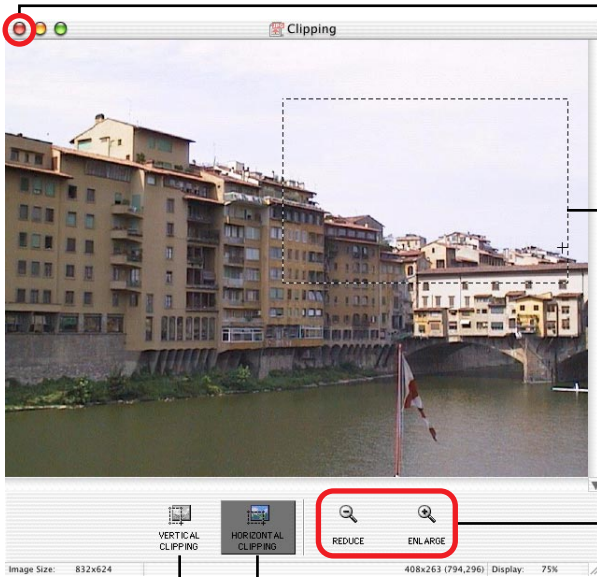 Clipping
VERTICAL
CLIPPING
HORIZONTAL
CLIPPING
REDUCE
ENLARGE
Image Size: 832x624
408x263 (794,296)
Display: 75%